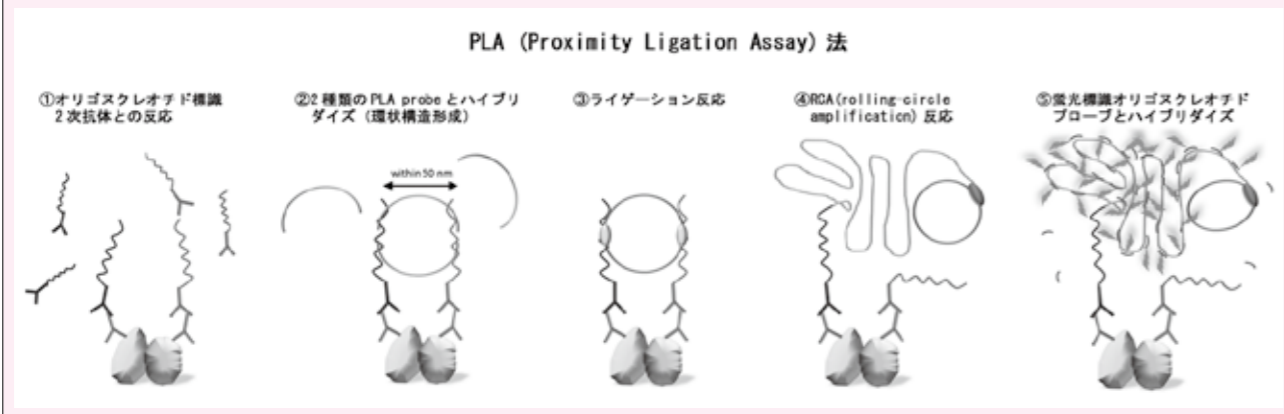 PLA (Proximity Ligation Assay) 法
①オリゴヌクレオチド標識
2次抗体との反応
②2種類のPLA probeとハイブリ
ダイズ (環状構造形成)
within 50 nm
③ライゲーション反応
④RCA(rolling-circle
amplification) 反応
⑤蛍光標識オリゴヌクレオチド
プローブとハイブリダイズ